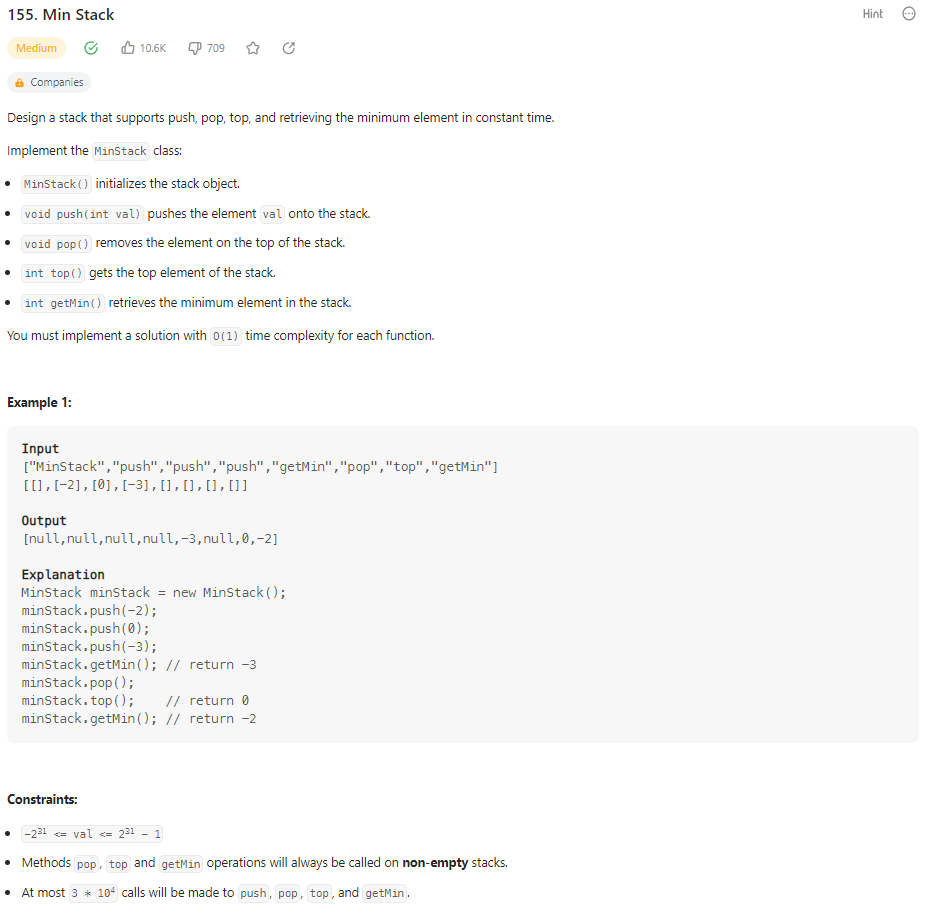 155. Min Stack Hint
Medium 10.6K 709
Companies
Design a stack that supports push, pop, top, and retrieving the minimum element in constant time.
Implement the MinStack class:
• MinStack() initializes the stack object.
• void push(int val) pushes the element val onto the stack.
• void pop() removes the element on the top of the stack.
• int top() gets the top element of the stack.
• int getMin() retrieves the minimum element in the stack.
You must implement a solution with O(1) time complexity for each function.
Example 1:
Input
["MinStack","push","push","push","getMin","pop","top","getMin"]
[[],[-2],[0],[-3],[],[],[],[]]
Output
[null,null,null,null,-3,null,0,-2]
Explanation
MinStack minStack = new MinStack();
minStack.push(-2);
minStack.push(0);
minStack.push(-3);
minStack.getMin(); // return -3
minStack.pop();
minStack.top();    // return 0
minStack.getMin(); // return -2
Constraints:
• -2³¹ <= val <= 2³¹ - 1
• Methods pop, top and getMin operations will always be called on non-empty stacks.
• At most 3 * 10⁴ calls will be made to push, pop, top, and getMin.